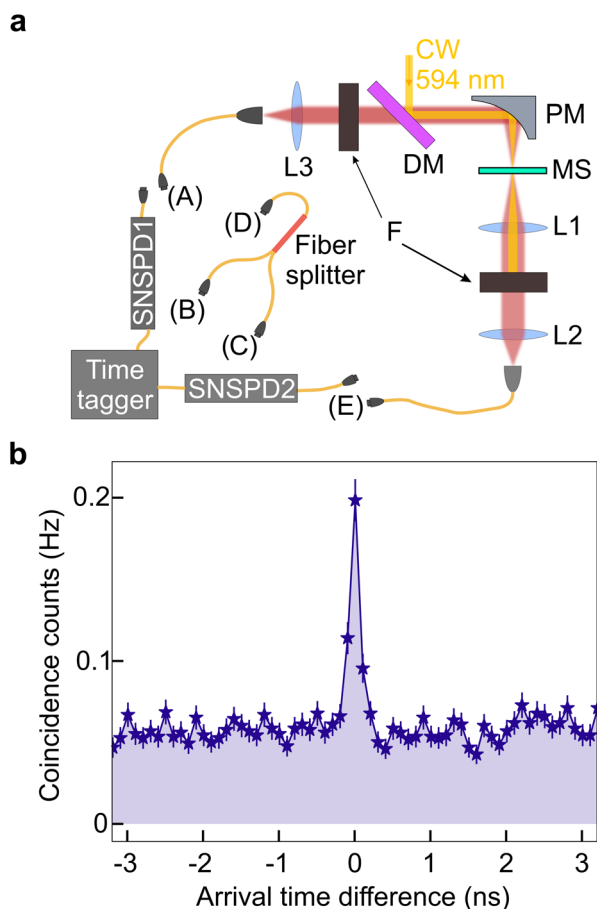 a
CW
594 nm
PM
L3
DM
MS
(A)
(D)
F
L1
Fiber
splitter
SNSPD1
(B)
(C)
L2
Time
tagger
SNSPD2
(E)
b
Coincidence counts (Hz)
0.2
0.1
0
-3 -2 -1 0 1 2 3
Arrival time difference (ns)